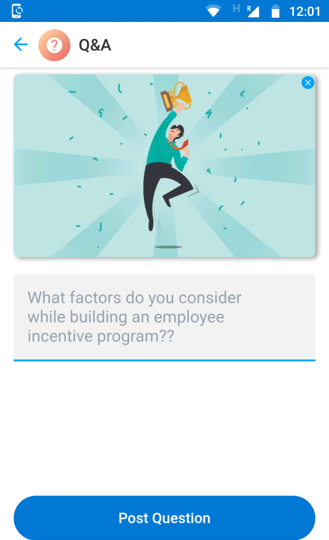 H R 12:01
Q&A
What factors do you consider
while building an employee
incentive program??
Post Question